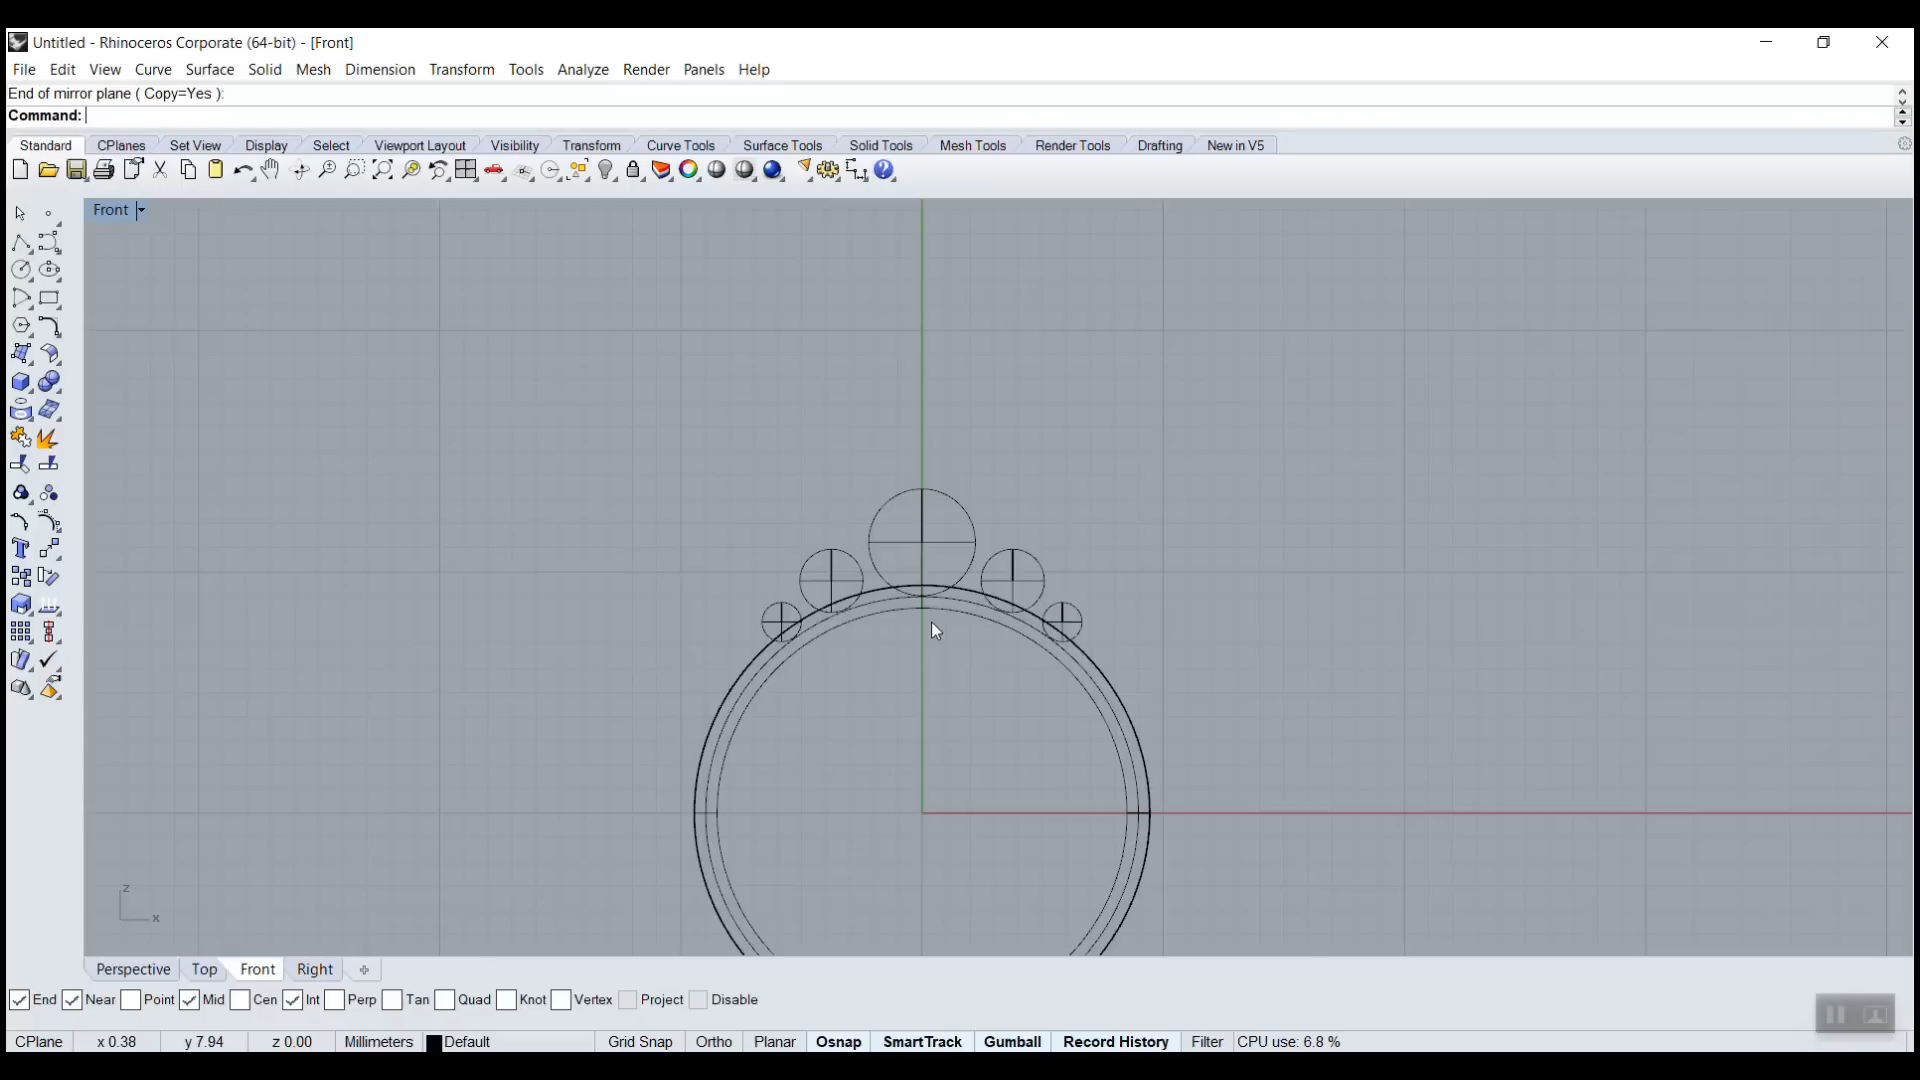 Untitled - Rhinoceros Corporate (64-bit) - [Front]
File Edit View Curve Surface Solid Mesh Dimension Transform Tools Analyze Render Panels Help
End of mirror plane ( Copy=Yes ):
Command:
Standard CPlanes Set View Display Select Viewport Layout Visibility Transform Curve Tools Surface Tools Solid Tools Mesh Tools Render Tools Drafting New in V5
Front
z
x
Perspective Top Front Right
End Near Point Mid Cen Int Perp Tan Quad Knot Vertex Project Disable
CPlane x 0.38 y 7.94 z 0.00 Millimeters Default Grid Snap Ortho Planar Osnap SmartTrack Gumball Record History Filter CPU use: 6.8 %